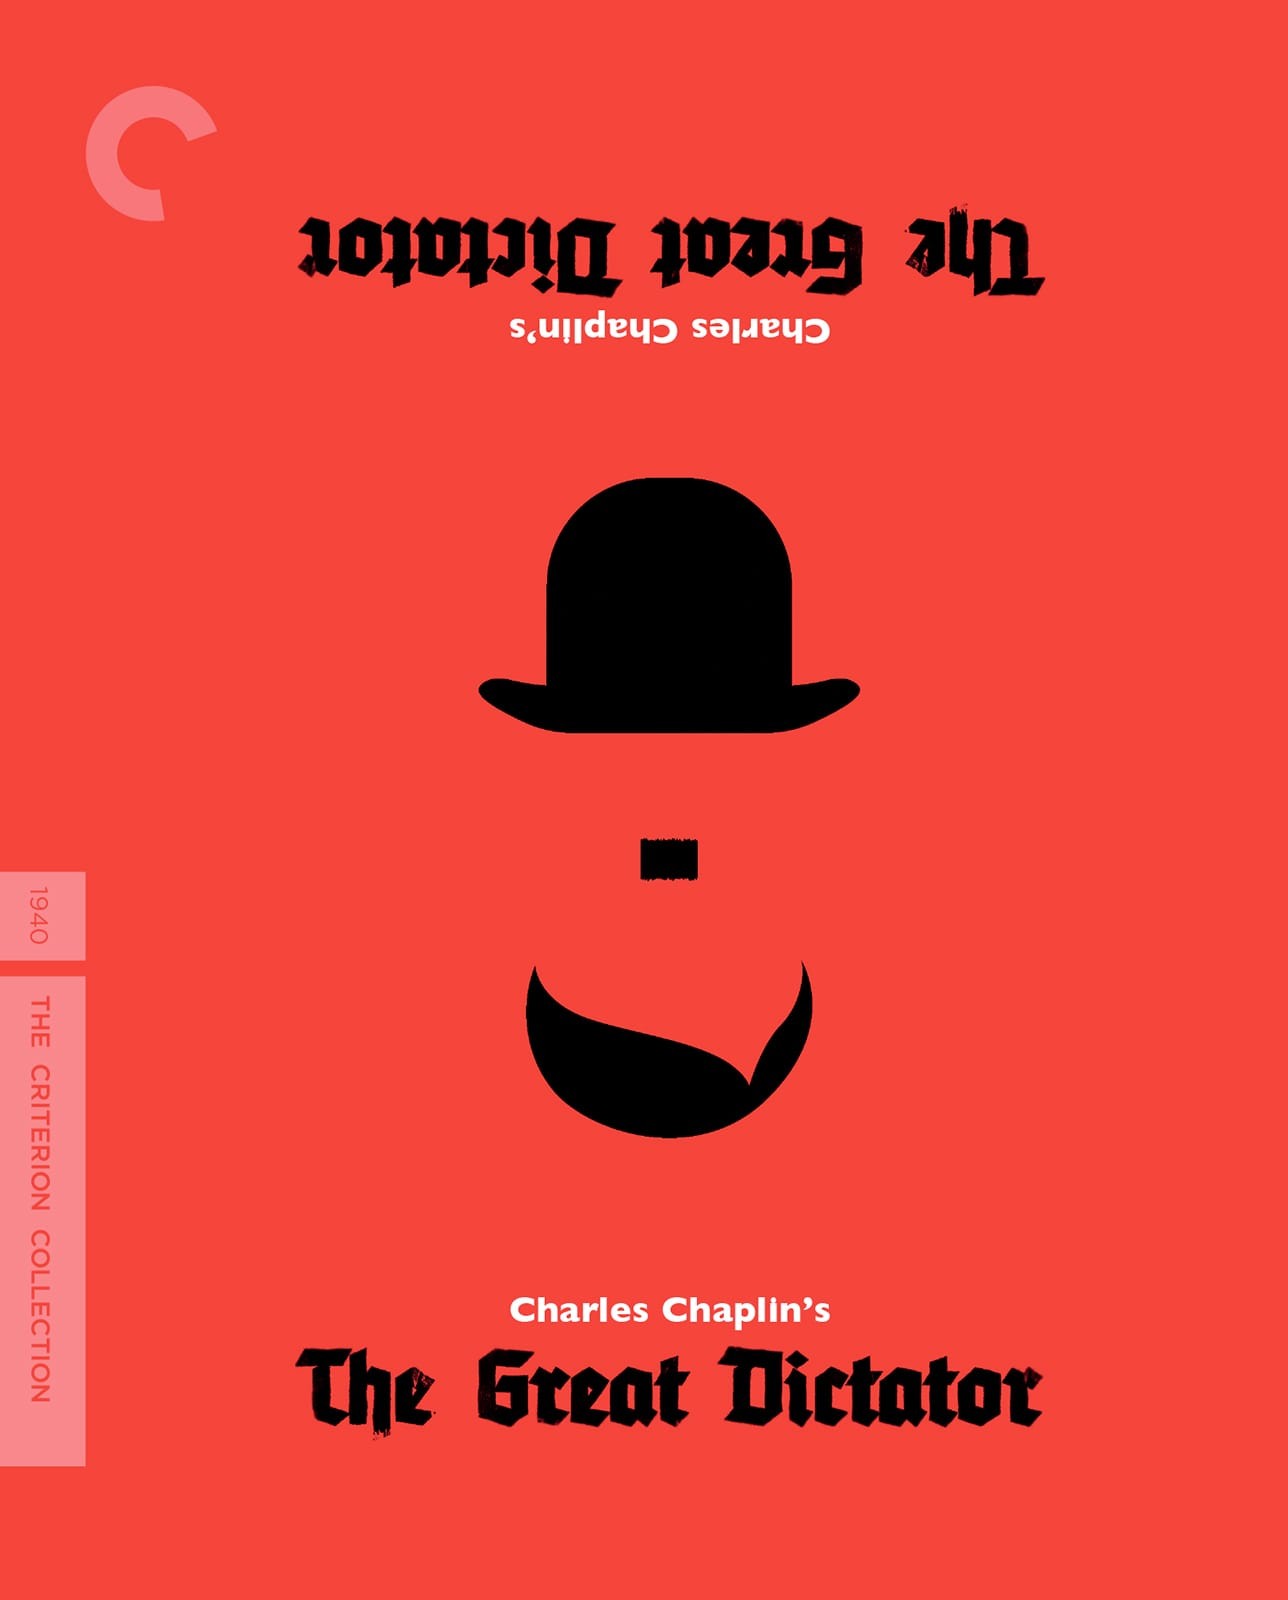 The Great Dictator
Charles Chaplin's
1940
THE CRITERION COLLECTION
Charles Chaplin’s
The Great Dictator